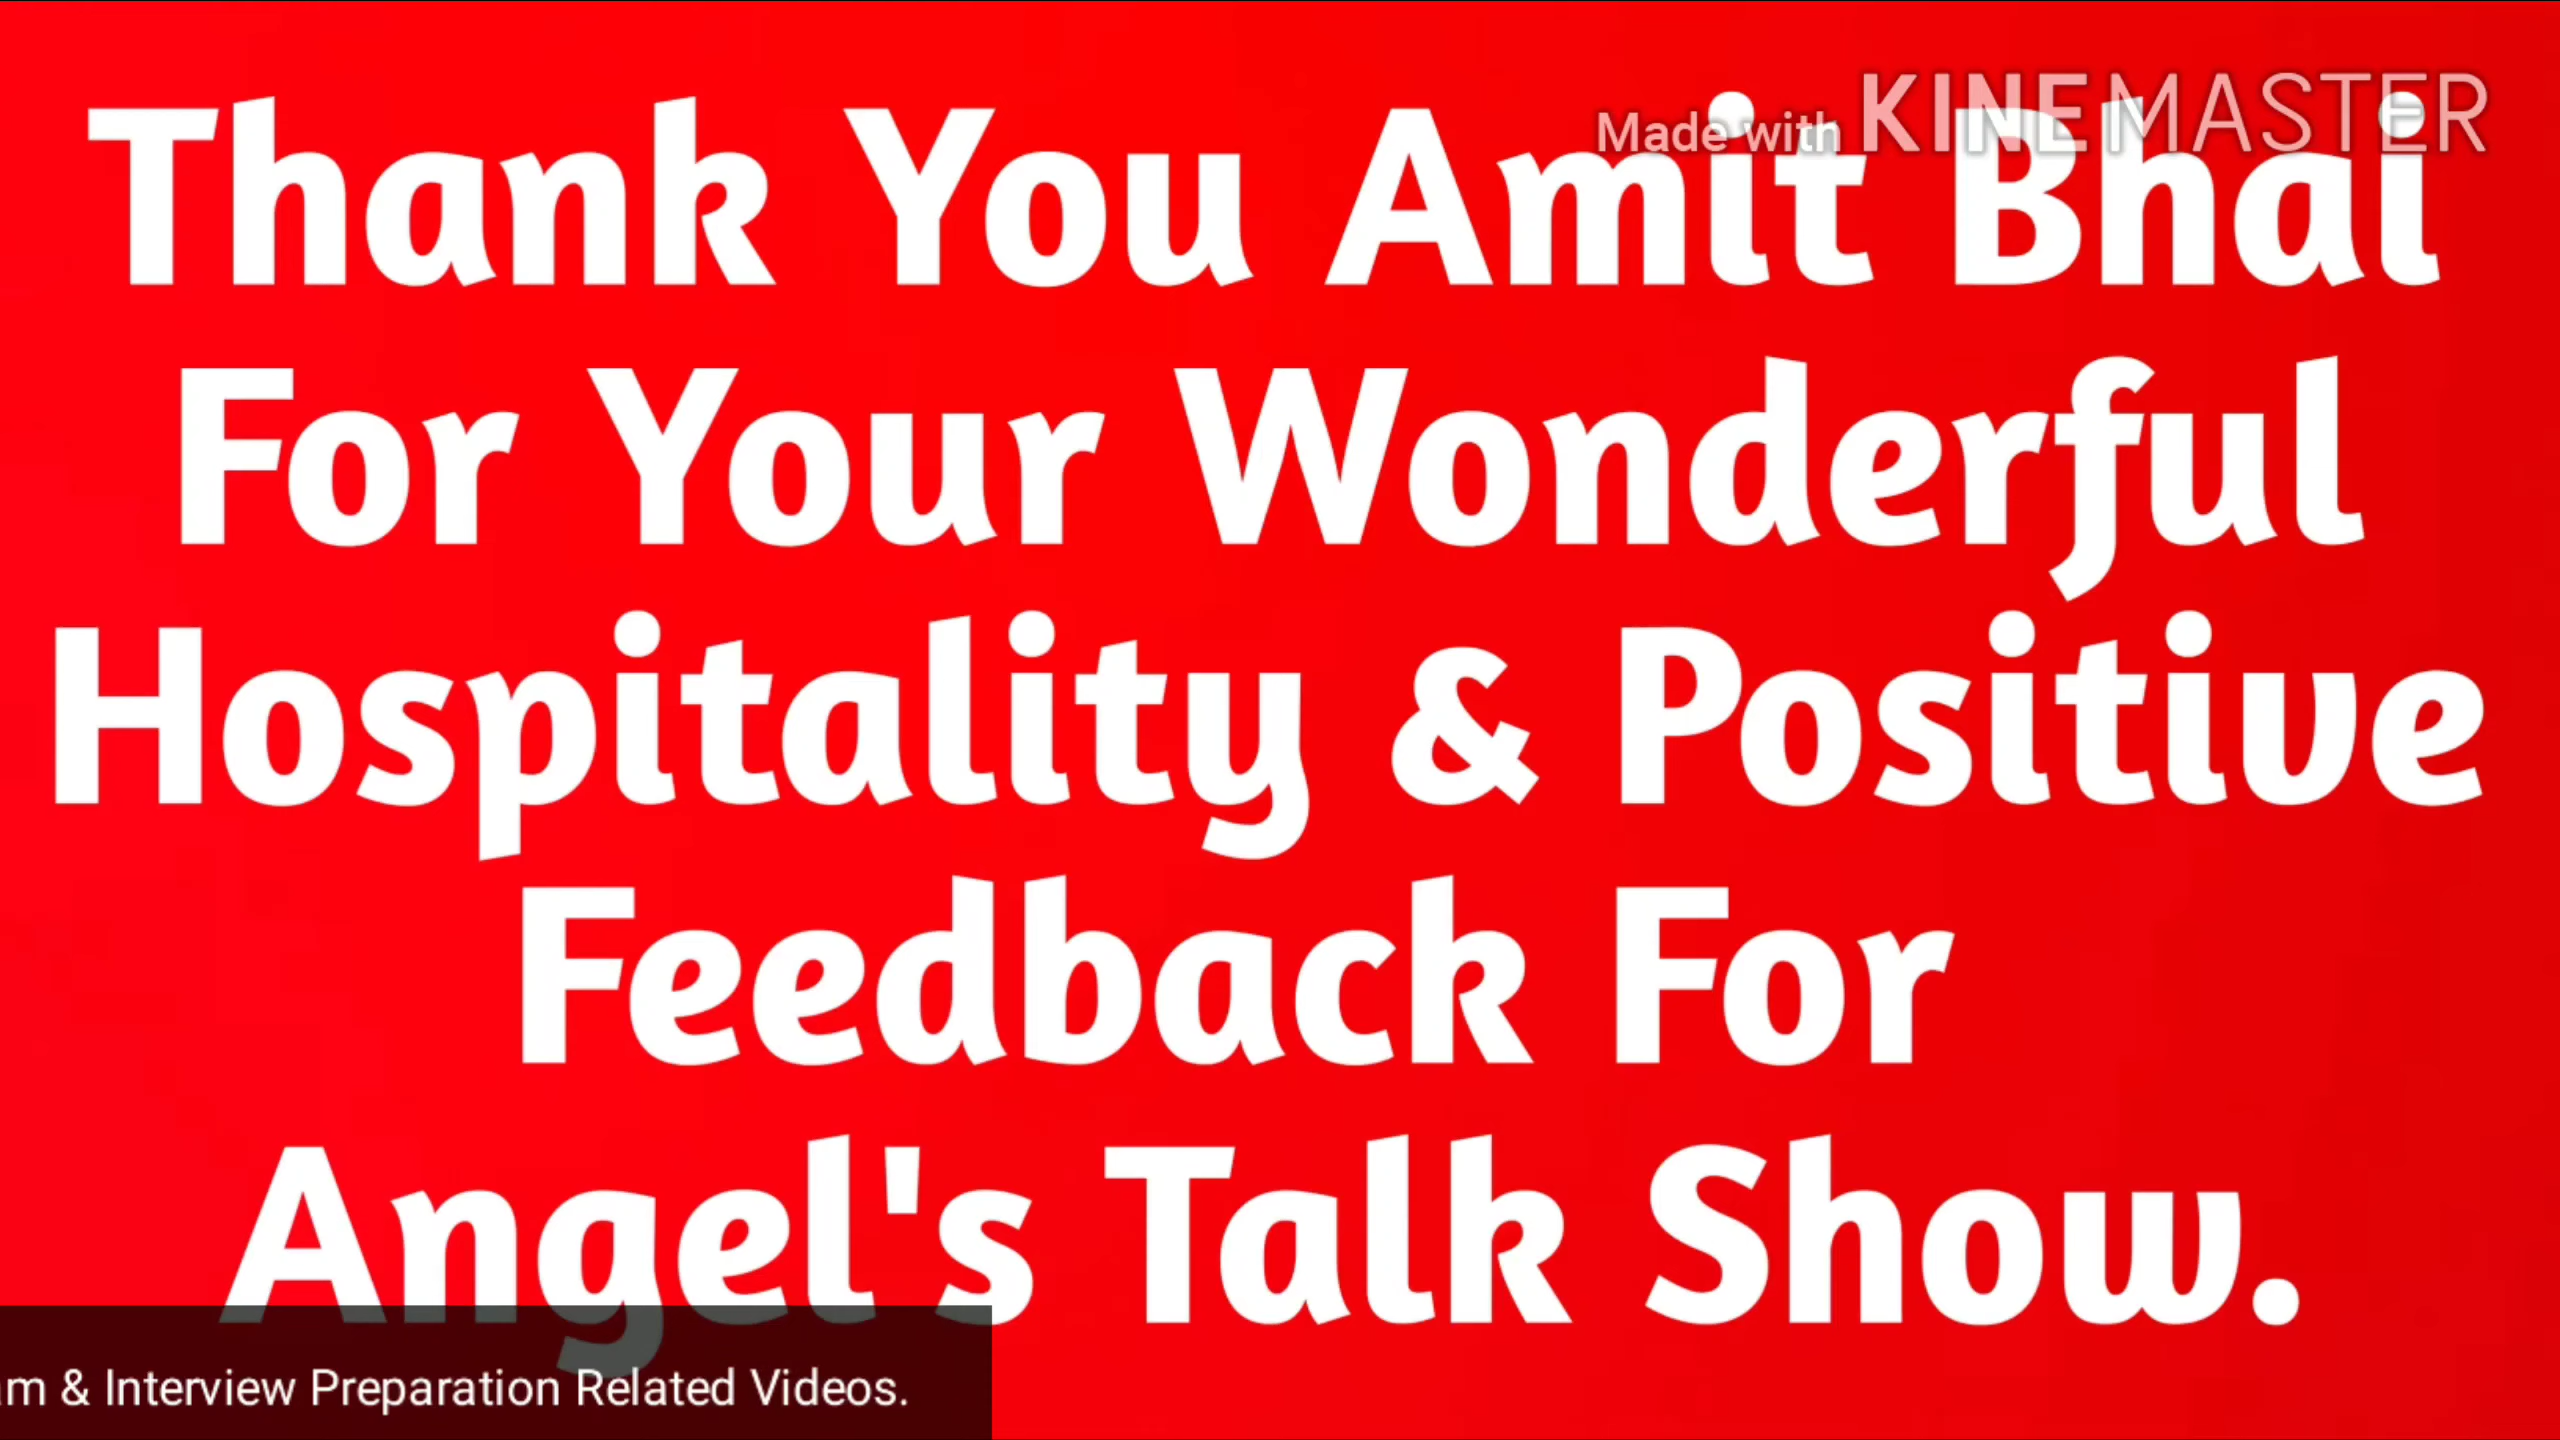 Made with KINEMASTER
Thank You Amit Bhai
For Your Wonderful
Hospitality & Positive
Feedback For
Angel's Talk Show.
& Interview Preparation Related Videos.